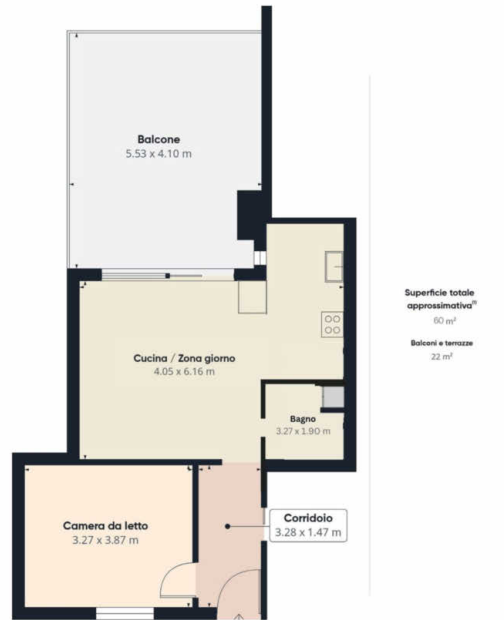 Balcone
5.53 x 4.10 m
Superficie totale
approssimativa⁽¹⁾
60 m²
Balconi e terrazze
22 m²
Cucina / Zona giorno
4.05 x 6.16 m
Bagno
3.27 x 1.90 m
Camera da letto
3.27 x 3.87 m
Corridoio
3.28 x 1.47 m